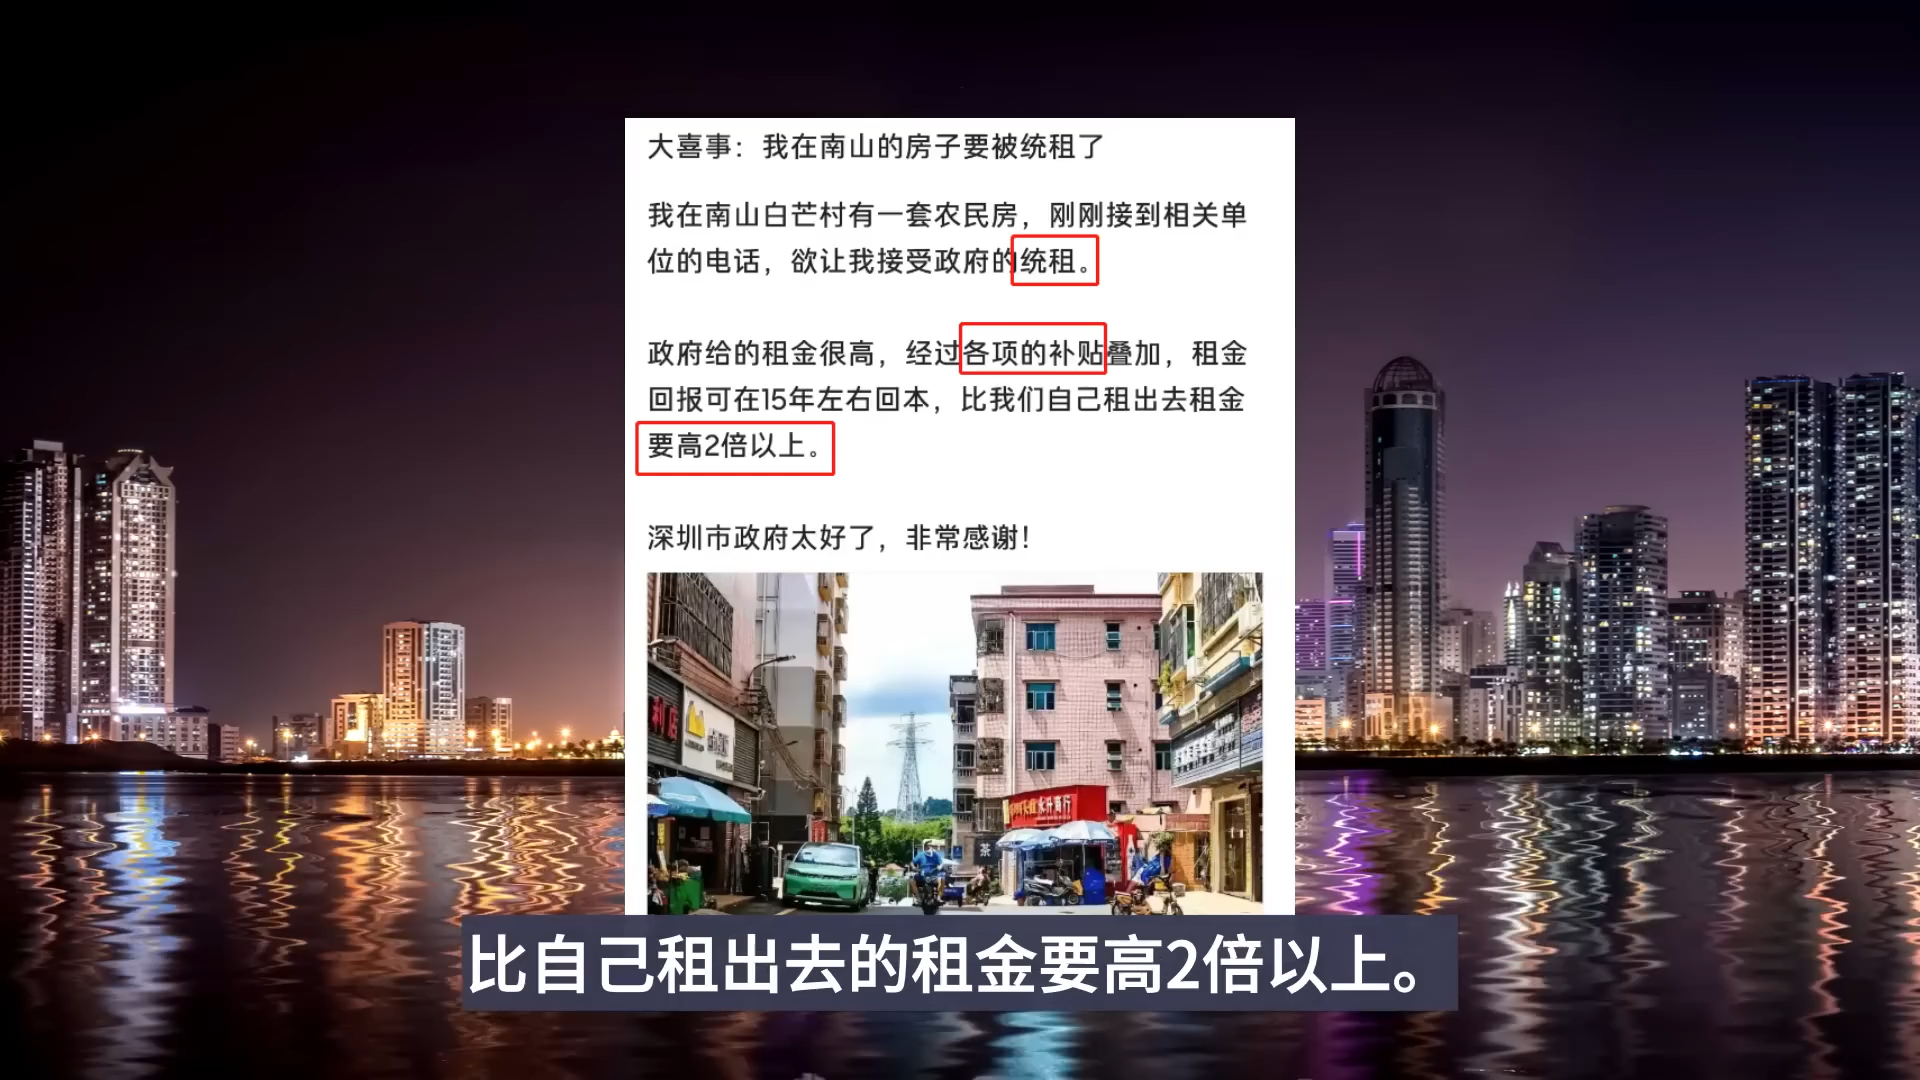 大喜事：我在南山的房子要被统租了
我在南山白芒村有一套农民房，刚刚接到相关单
位的电话，欲让我接受政府的统租。
政府给的租金很高，经过各项的补贴叠加，租金
回报可在15年左右回本，比我们自己租出去租金
要高2倍以上。
深圳市政府太好了，非常感谢！
茶
比自己租出去的租金要高2倍以上。